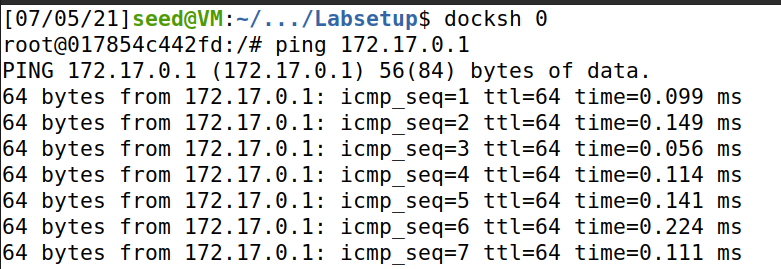 [07/05/21]seed@VM:~/.../Labsetup$ docksh 0
root@017854c442fd:/# ping 172.17.0.1
PING 172.17.0.1 (172.17.0.1) 56(84) bytes of data.
64 bytes from 172.17.0.1: icmp_seq=1 ttl=64 time=0.099 ms
64 bytes from 172.17.0.1: icmp_seq=2 ttl=64 time=0.149 ms
64 bytes from 172.17.0.1: icmp_seq=3 ttl=64 time=0.056 ms
64 bytes from 172.17.0.1: icmp_seq=4 ttl=64 time=0.114 ms
64 bytes from 172.17.0.1: icmp_seq=5 ttl=64 time=0.141 ms
64 bytes from 172.17.0.1: icmp_seq=6 ttl=64 time=0.224 ms
64 bytes from 172.17.0.1: icmp_seq=7 ttl=64 time=0.111 ms